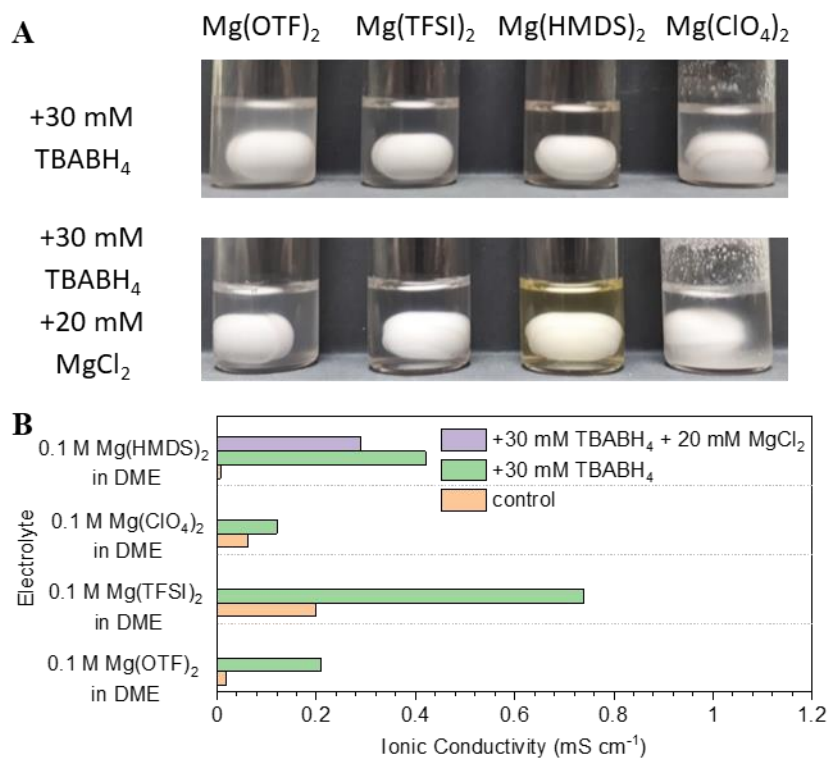 A
Mg(OTF)₂ Mg(TFSI)₂ Mg(HMDS)₂ Mg(ClO₄)₂
+30 mM
TBABH₄
+30 mM
TBABH₄
+20 mM
MgCl₂
B
Electrolyte
0.1 M Mg(HMDS)₂
in DME
0.1 M Mg(ClO₄)₂
in DME
0.1 M Mg(TFSI)₂
in DME
0.1 M Mg(OTF)₂
in DME
+30 mM TBABH₄ + 20 mM MgCl₂
+30 mM TBABH₄
control
0 0.2 0.4 0.6 0.8 1 1.2
Ionic Conductivity (mS cm⁻¹)